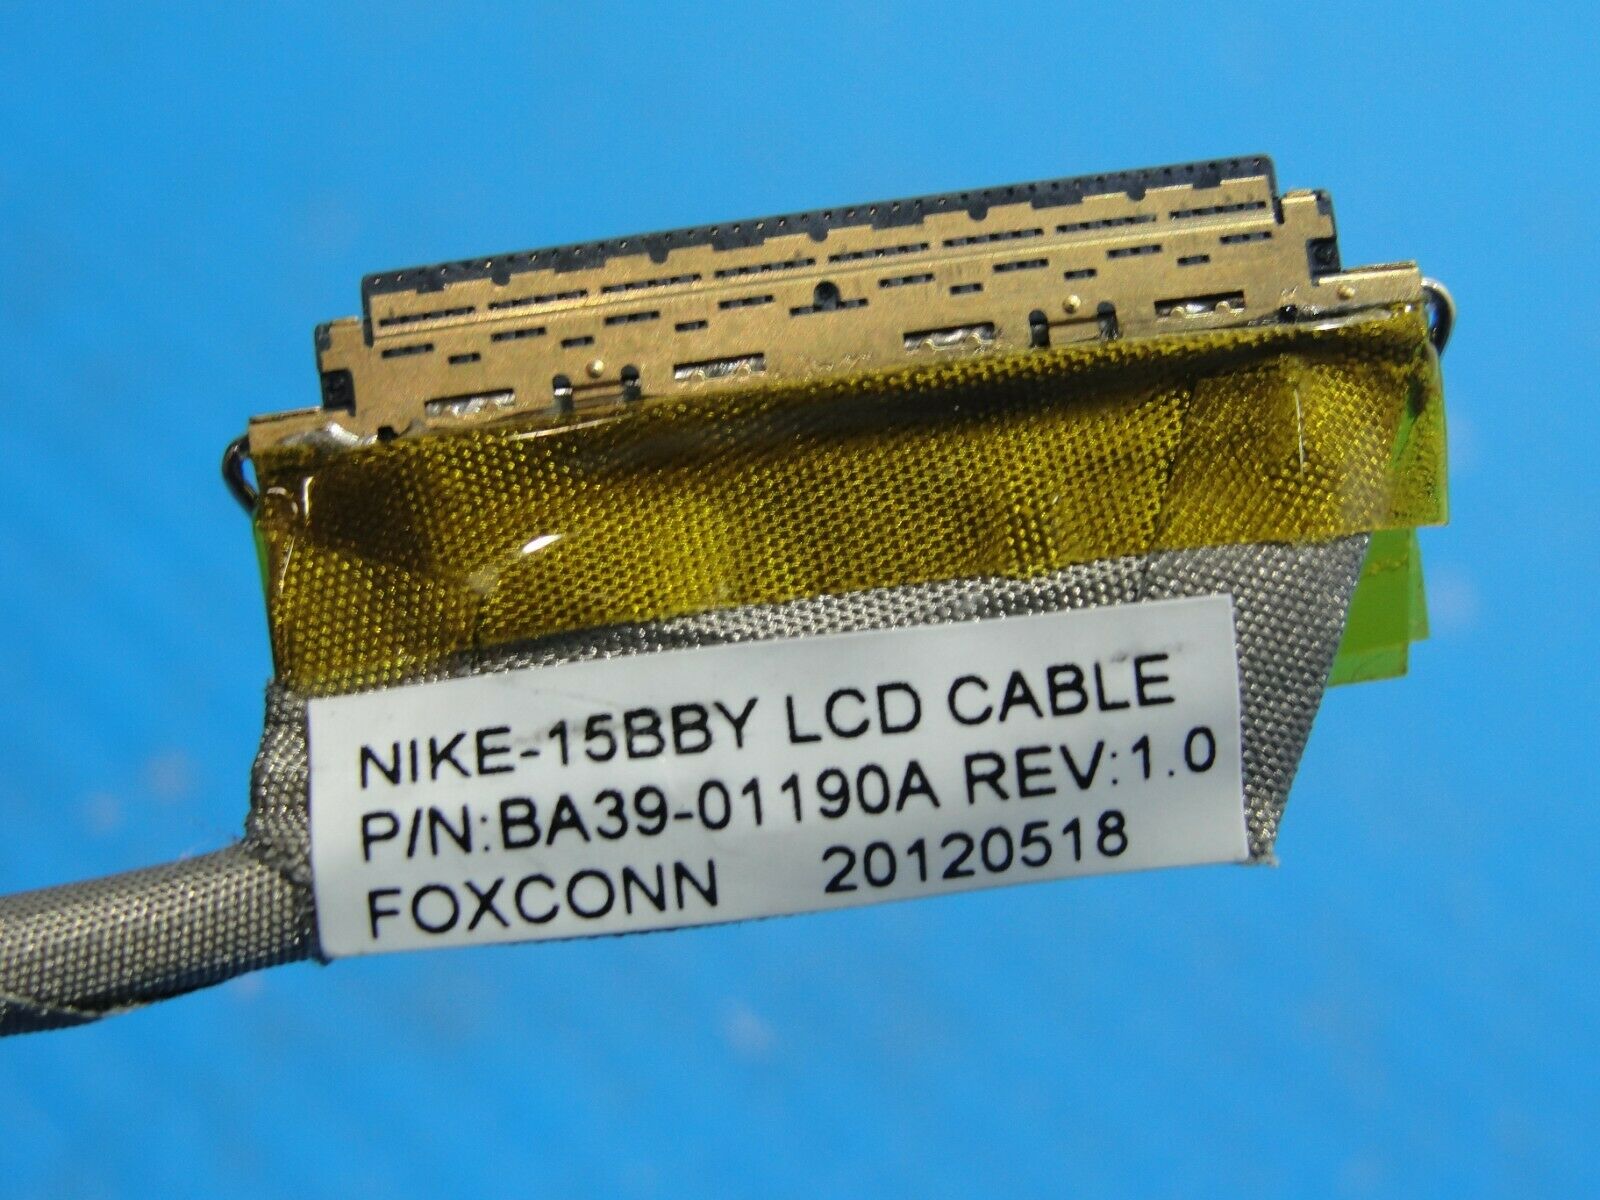 NIKE-15BBY LCD CABLE
P/N:BA39-01190A REV:1.0
FOXCONN 20120518